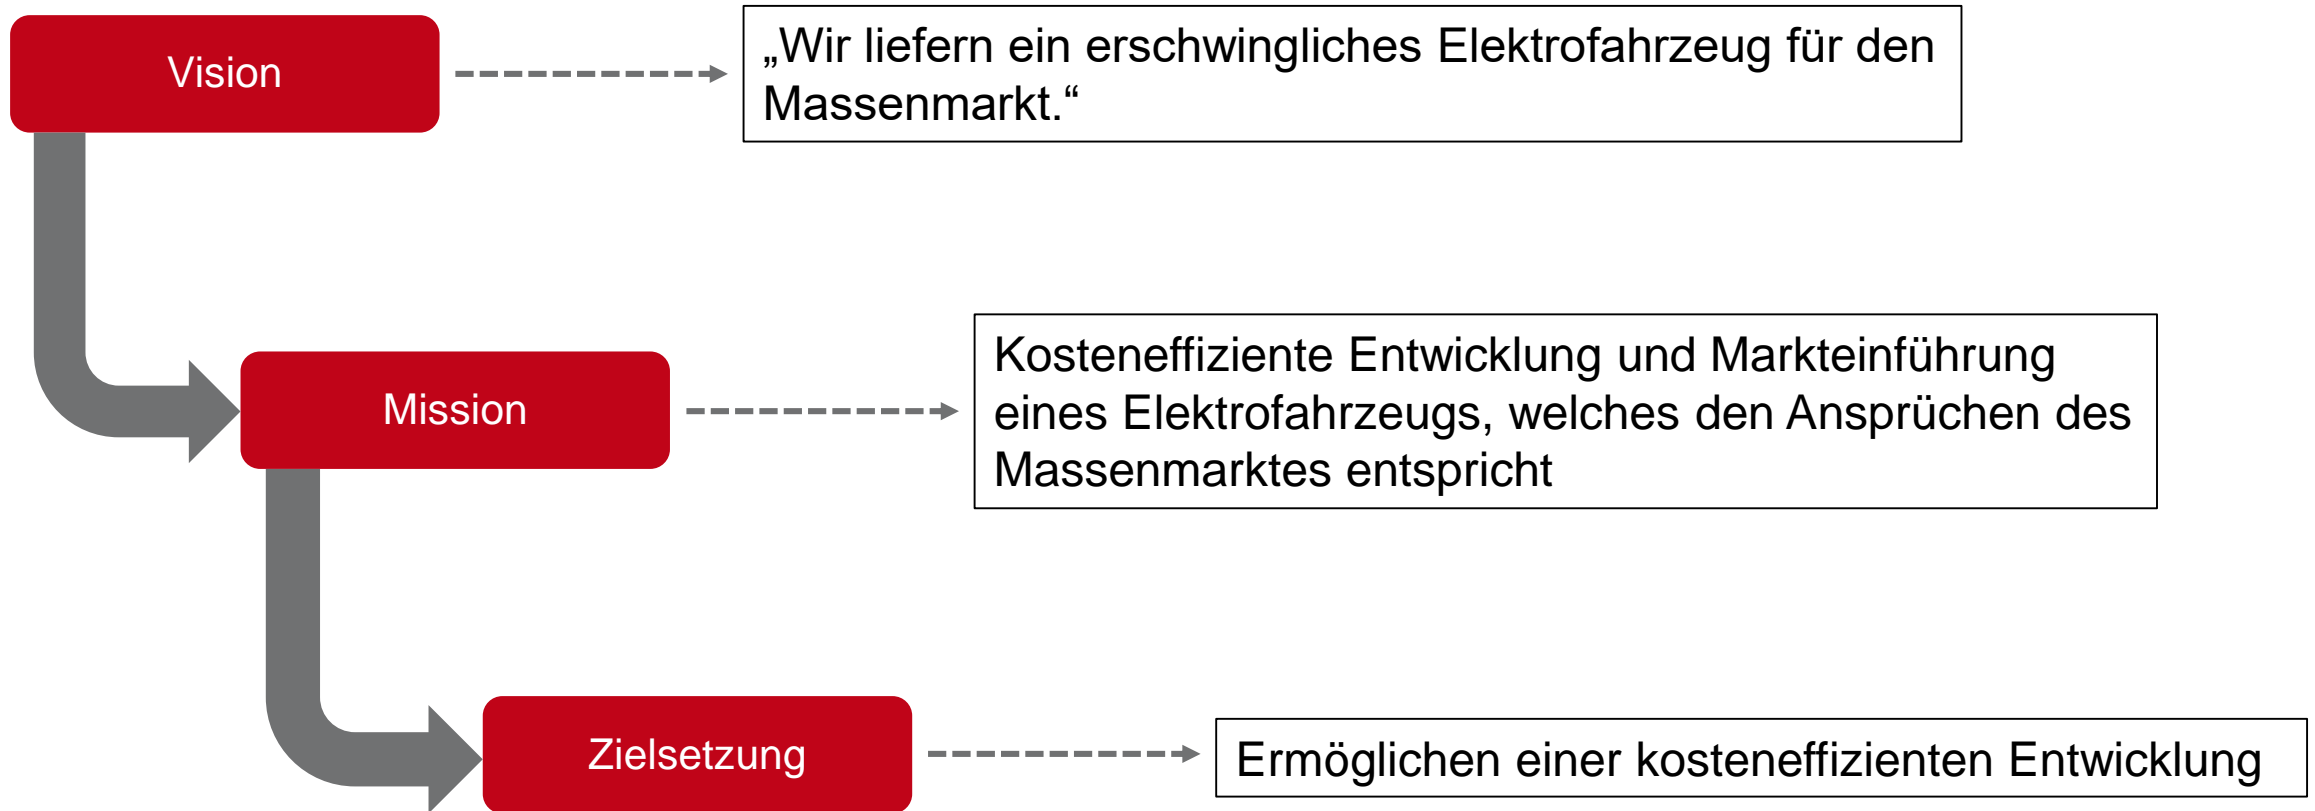 Vision
„Wir liefern ein erschwingliches Elektrofahrzeug für den
Massenmarkt.“
Mission
Kosteneffiziente Entwicklung und Markteinführung
eines Elektrofahrzeugs, welches den Ansprüchen des
Massenmarktes entspricht
Zielsetzung
Ermöglichen einer kosteneffizienten Entwicklung